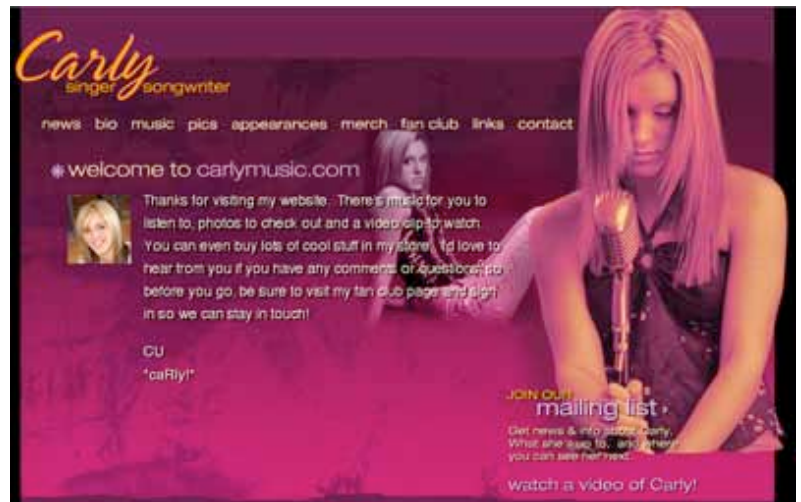 Carly
singer songwriter
news bio music pics appearances merch fan club links contact
welcome to carlymusic.com
Thanks for visiting my website. There's music for you to
listen to, photos to check out and a video clip to watch.
You can even buy lots of cool stuff in my store. I'd love to
hear from you if you have any comments or questions, so
before you go, be sure to visit my fan club page and sign
in so we can stay in touch!
CU
*caRly!*
JOIN OUR
mailing list
Get news & info about Carly.
What she's up to, and where
you can see her next.
watch a video of Carly!